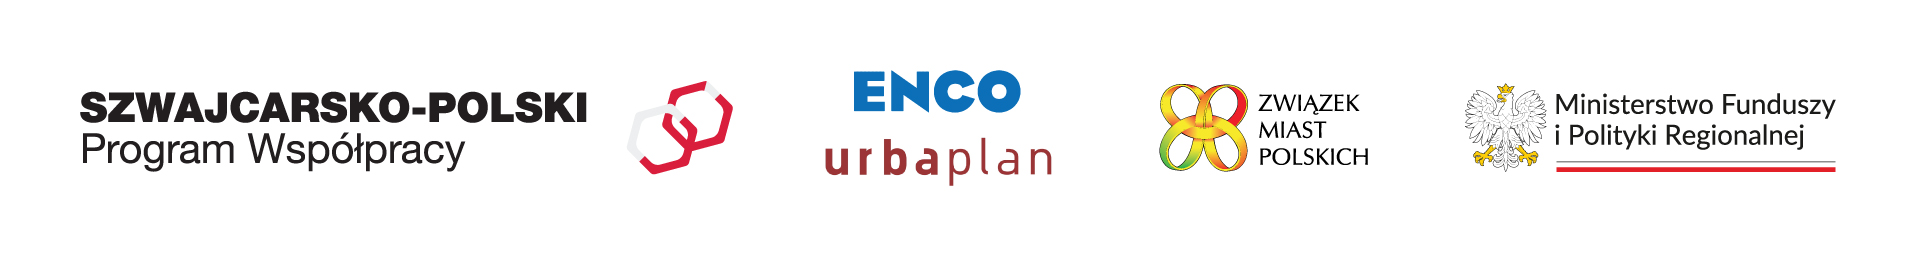 SZWAJCARSKO-POLSKI
Program Współpracy
ENCO
urbaplan
ZWIĄZEK
MIAST
POLSKICH
Ministerstwo Funduszy
i Polityki Regionalnej